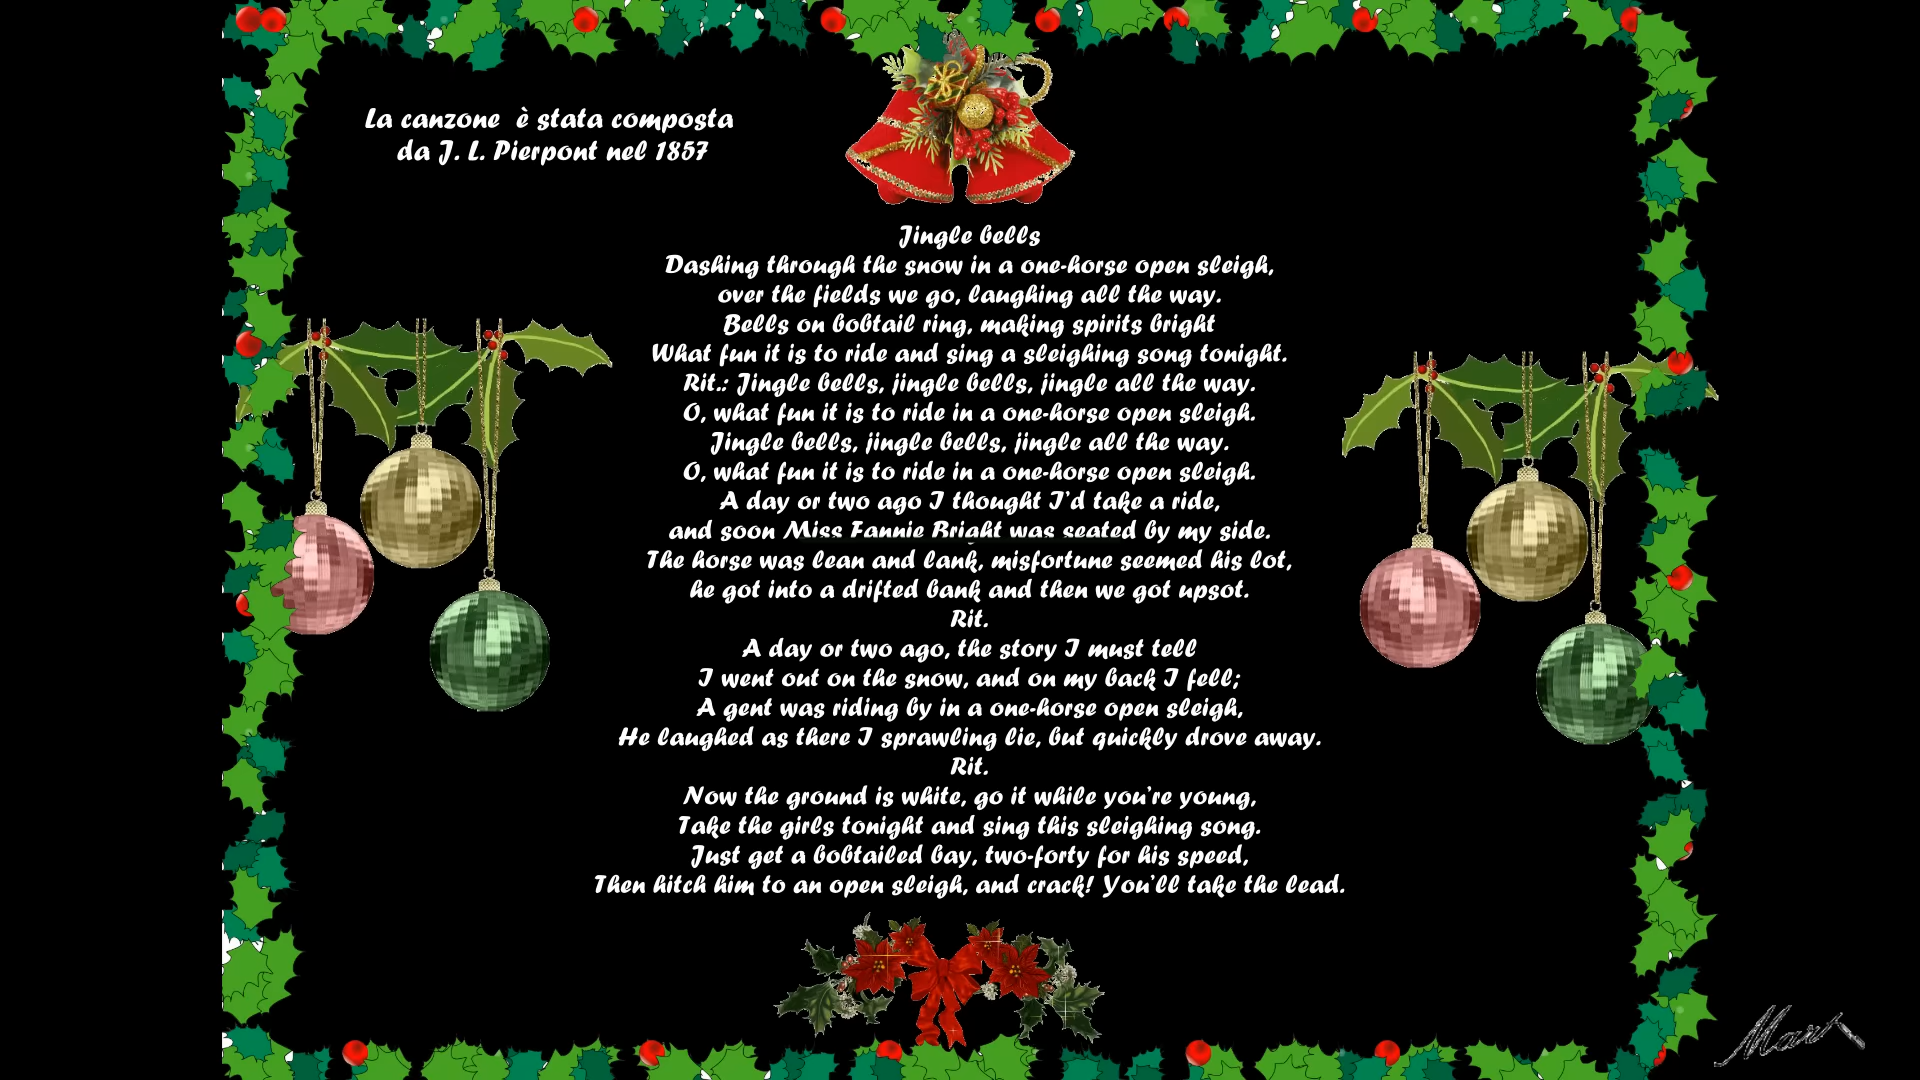 La canzone è stata composta
da J. L. Pierpont nel 1857
Jingle bells
Dashing through the snow in a one-horse open sleigh,
over the fields we go, laughing all the way.
Bells on bobtail ring, making spirits bright
What fun it is to ride and sing a sleighing song tonight.
Rit.: Jingle bells, jingle bells, jingle all the way.
O, what fun it is to ride in a one-horse open sleigh.
Jingle bells, jingle bells, jingle all the way.
O, what fun it is to ride in a one-horse open sleigh.
A day or two ago I thought I'd take a ride,
and soon Miss Fannie Bright was seated by my side.
The horse was lean and lank, misfortune seemed his lot,
he got into a drifted bank and then we got upsot.
Rit.
A day or two ago, the story I must tell
I went out on the snow, and on my back I fell;
A gent was riding by in a one-horse open sleigh,
He laughed as there I sprawling lie, but quickly drove away.
Rit.
Now the ground is white, go it while you're young,
Take the girls tonight and sing this sleighing song.
Just get a bobtailed bay, two-forty for his speed,
Then hitch him to an open sleigh, and crack! You'll take the lead.